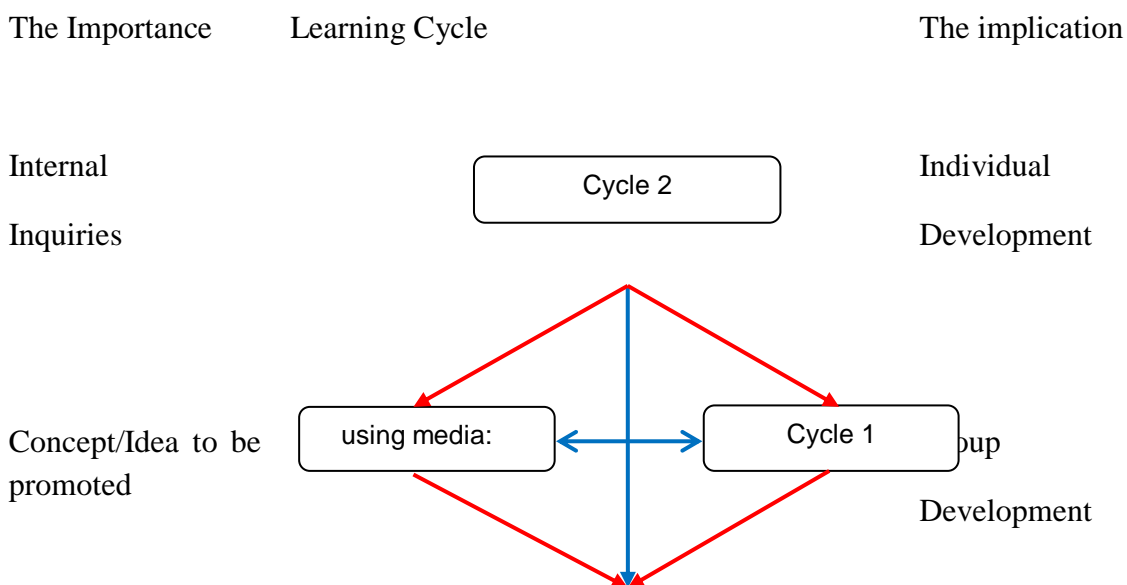 The Importance Learning Cycle The implication
Internal Cycle 2 Individual
Inquiries Development
Concept/Idea to be using media: Cycle 1 oup
promoted
Development